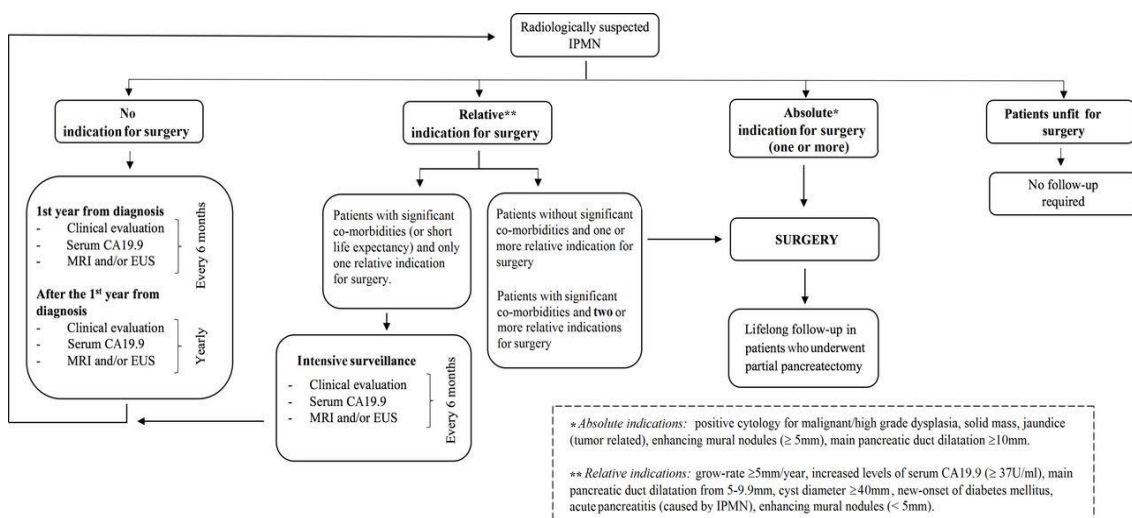 Radiologically suspected
IPMN
No
indication for surgery
Relative**
indication for surgery
Absolute*
indication for surgery
(one or more)
Patients unfit for
surgery
1st year from diagnosis
- Clinical evaluation
- Serum CA19.9
- MRI and/or EUS
Every 6 months
After the 1st year from
diagnosis
- Clinical evaluation
- Serum CA19.9
- MRI and/or EUS
Yearly
Patients with significant
co-morbidities (or short
life expectancy) and only
one relative indication
for surgery.
Patients without significant
co-morbidities and one or
more relative indication for
surgery
Patients with significant
co-morbidities and two or
more relative indications
for surgery
SURGERY
No follow-up
required
Intensive surveillance
- Clinical evaluation
- Serum CA19.9
- MRI and/or EUS
Every 6 months
Lifelong follow-up in
patients who underwent
partial pancreatectomy
* Absolute indications: positive cytology for malignant/high grade dysplasia, solid mass, jaundice
(tumor related), enhancing mural nodules (≥ 5mm), main pancreatic duct dilatation ≥10mm.
** Relative indications: grow-rate ≥5mm/year, increased levels of serum CA19.9 (≥ 37U/ml), main
pancreatic duct dilatation from 5-9.9mm, cyst diameter ≥40mm, new-onset of diabetes mellitus,
acute pancreatitis (caused by IPMN), enhancing mural nodules (< 5mm).